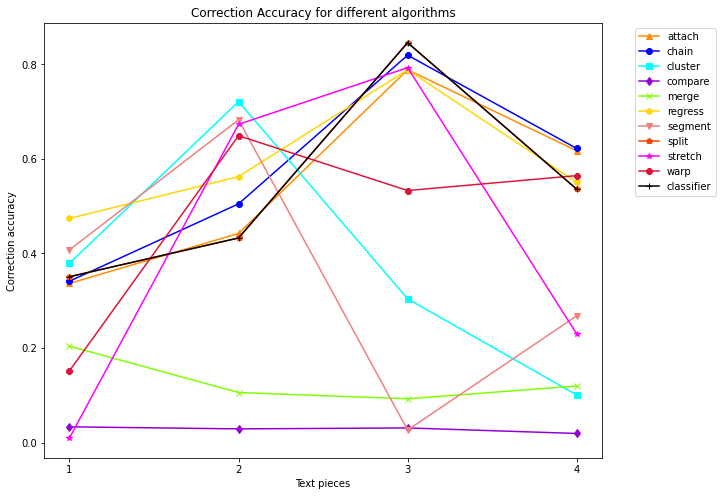 Correction Accuracy for different algorithms
Correction accuracy
0.8
0.6
0.4
0.2
0.0
1
2
3
4
Text pieces
attach
chain
cluster
compare
merge
regress
segment
split
stretch
warp
classifier